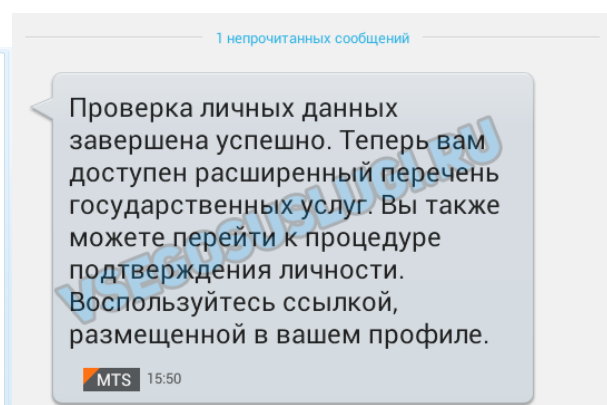 1 непрочитанных сообщений
Проверка личных данных
завершена успешно. Теперь вам
доступен расширенный перечень
государственных услуг. Вы также
можете перейти к процедуре
подтверждения личности.
Воспользуйтесь ссылкой,
размещенной в вашем профиле.
VSEGOSUSLUGI.RU
MTS 15:50